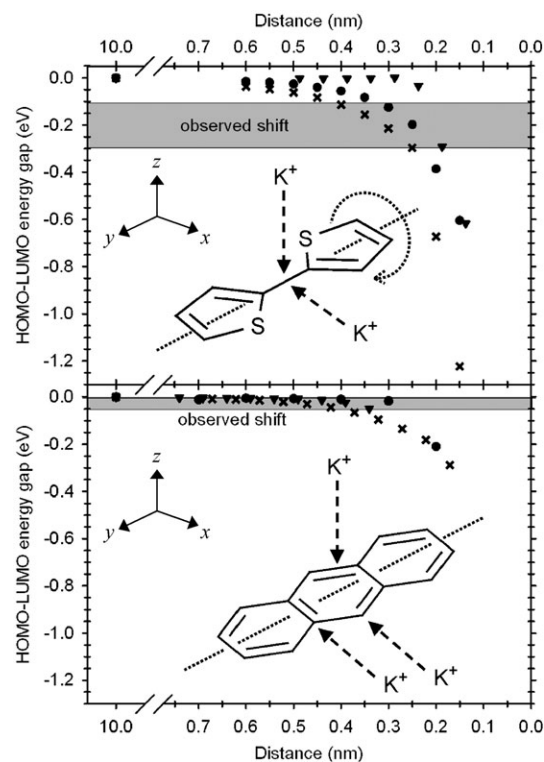 Distance (nm)
10.0 0.7 0.6 0.5 0.4 0.3 0.2 0.1 0.0
HOMO-LUMO energy gap (eV)
0.0
-0.2
-0.4
-0.6
-0.8
-1.0
-1.2
observed shift
K+
z
y x
S
S
K+
HOMO-LUMO energy gap (eV)
0.0
-0.2
-0.4
-0.6
-0.8
-1.0
-1.2
observed shift
K+
z
y x
K+
K+
10.0 0.7 0.6 0.5 0.4 0.3 0.2 0.1 0.0
Distance (nm)